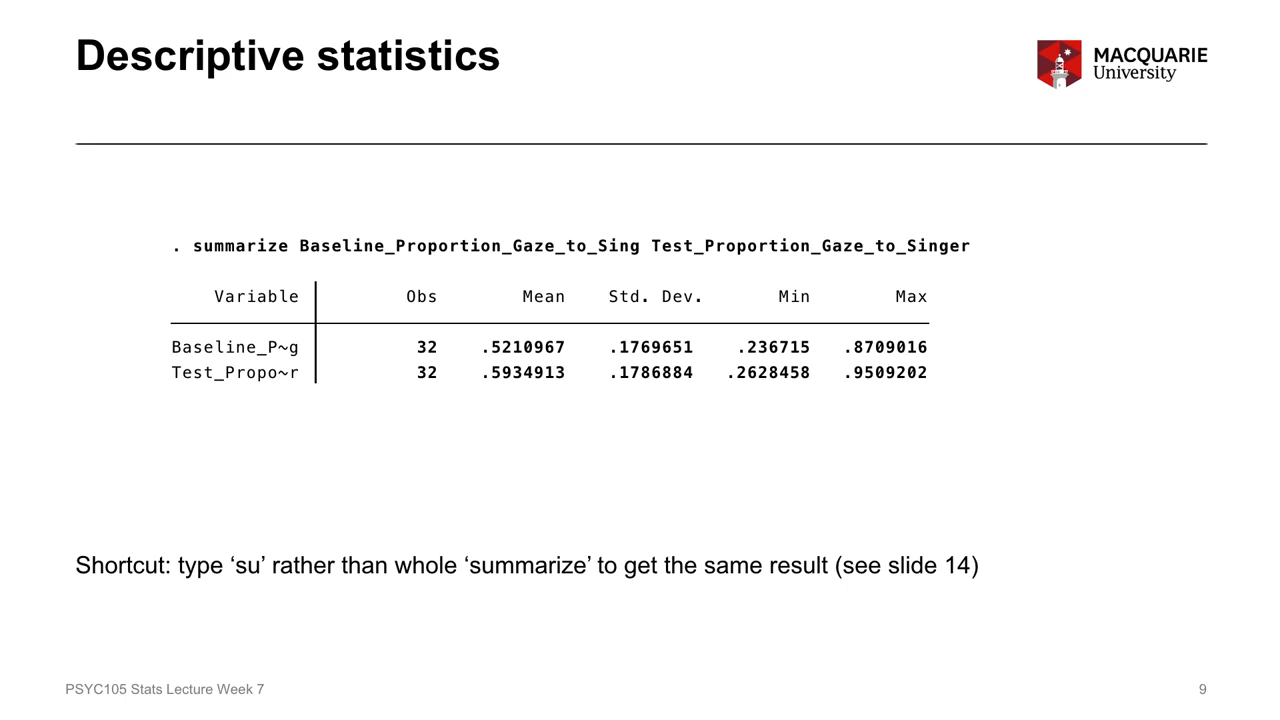 Descriptive statistics
MACQUARIE
University
. summarize Baseline_Proportion_Gaze_to_Sing Test_Proportion_Gaze_to_Singer
Variable Obs Mean Std. Dev. Min Max
Baseline_P~g 32 .5210967 .1769651 .236715 .8709016
Test_Propo~r 32 .5934913 .1786884 .2628458 .9509202
Shortcut: type ‘su’ rather than whole ‘summarize’ to get the same result (see slide 14)
PSYC105 Stats Lecture Week 7
9